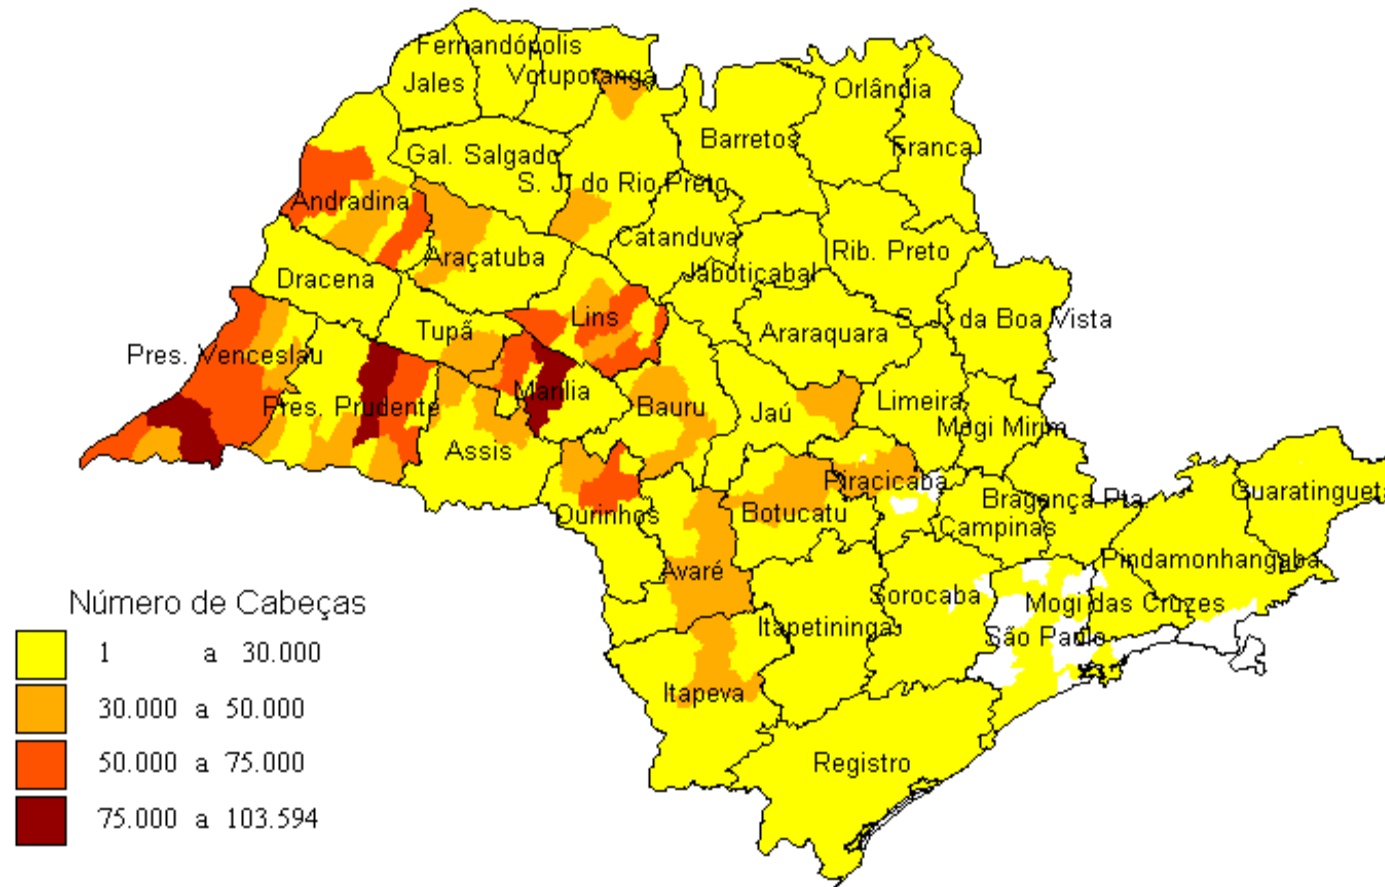 Fernandópolis
Votuporanga
Jales
Orlândia
Barretos
Franca
Gal. Salgado
S. JÏ do Rio Preto
Andradina
Catanduva
Rib. Preto
Araçatuba
Jaboticabal
Dracena
Lins
Tupã
Araraquara
S. JÏ da Boa Vista
Pres. Venceslau
Marília
Pres. Prudente
Bauru
Jaú
Limeira
Mogi Mirim
Assis
Piracicaba
Guaratingueta
Bragança Pta.
Ourinhos
Botucatu
Campinas
Pindamonhangaba
Avaré
Sorocaba
Mogi das Cruzes
Itapetininga
São Paulo
Itapeva
Registro
Número de Cabeças
1 a 30.000
30.000 a 50.000
50.000 a 75.000
75.000 a 103.594